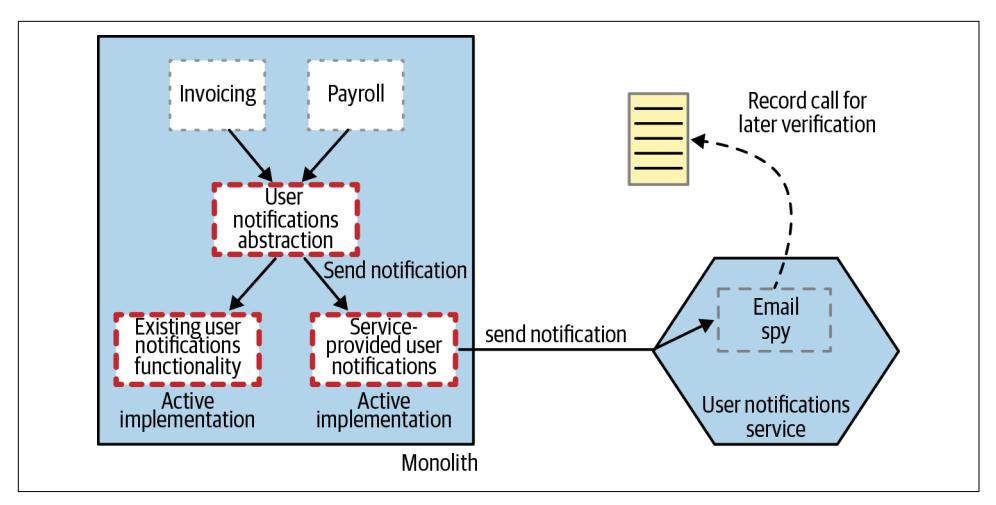 Invoicing
Payroll
User
notifications
abstraction
Send notification
Existing user
notifications
functionality
Service-
provided user
notifications
Active
implementation
Active
implementation
Monolith
send notification
Record call for
later verification
Email
spy
User notifications
service